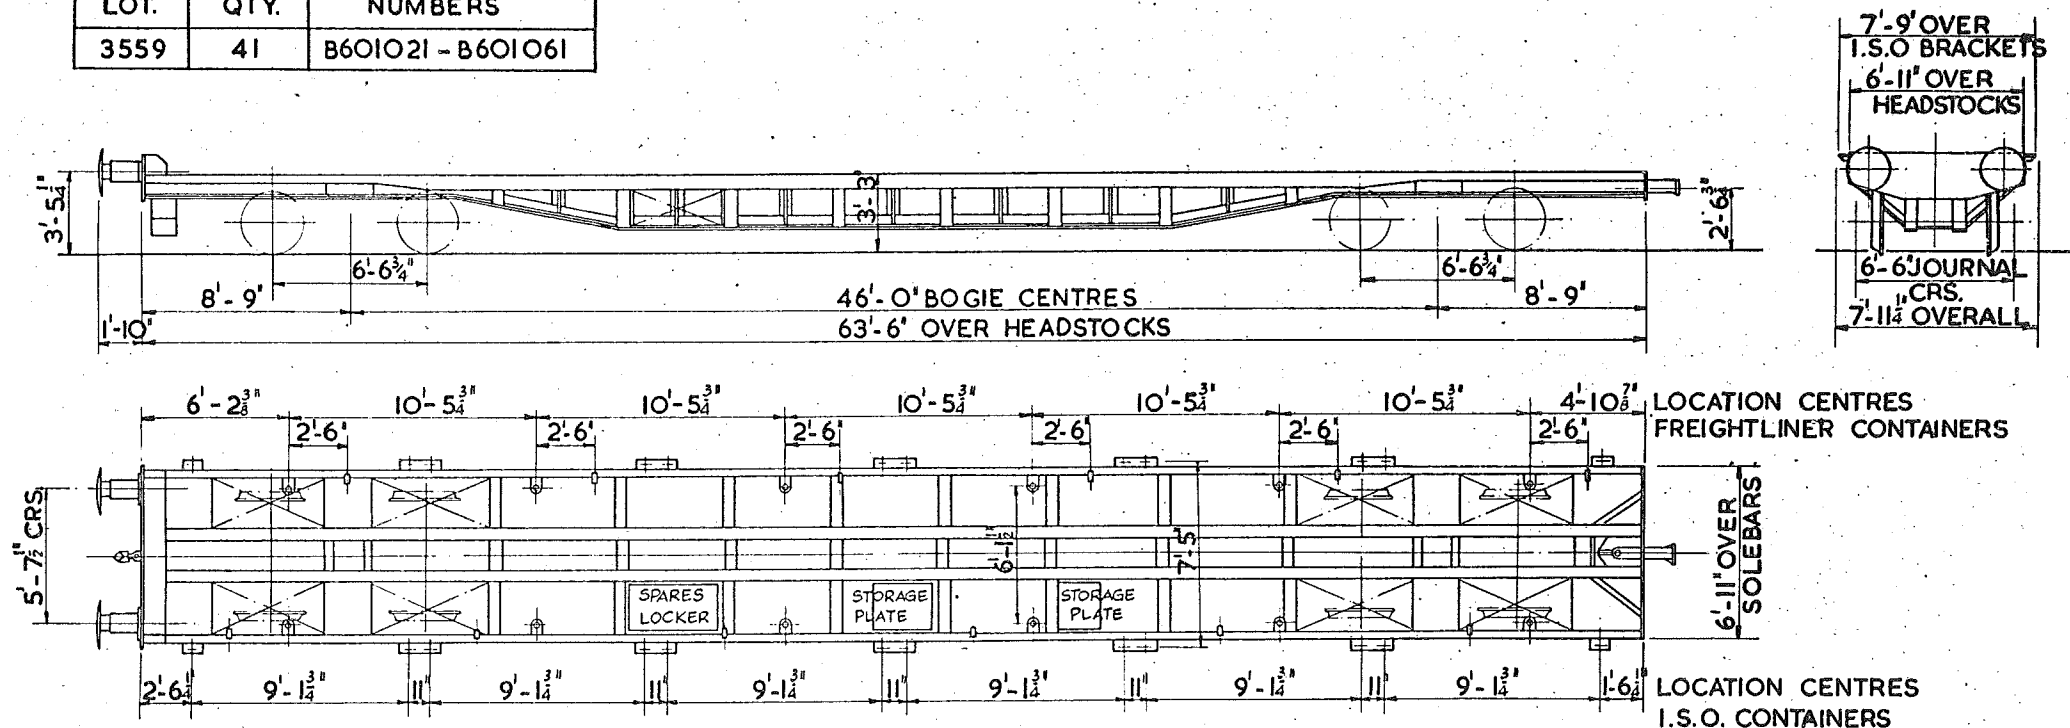 LOT. QTY. NUMBERS
3559 41 B601021 - B601061
7'-9" OVER
I.S.O BRACKETS
6'-11" OVER
HEADSTOCKS
3'-5¼"
3'-3"
2'-6¾"
6'-6¾" 6'-6¾"
8'-9" 46'-0" BOGIE CENTRES 8'-9"
1'-10" 63'-6" OVER HEADSTOCKS
6'-6" JOURNAL
CRS.
7'-11¼" OVERALL
6'-2⅜" 10'-5¾" 10'-5¾" 10'-5¾" 10'-5¾" 10'-5¾" 4'-10⅞" LOCATION CENTRES
FREIGHTLINER CONTAINERS
2'-6" 2'-6" 2'-6" 2'-6" 2'-6" 2'-6"
5'-7½" CRS.
6'-1½"
7'-5"
6'-11" OVER
SOLEBARS
SPARES
LOCKER
STORAGE
PLATE
STORAGE
PLATE
2'-6¼" 9'-1¾" 11" 9'-1¾" 11" 9'-1¾" 11" 9'-1¾" 11" 9'-1¾" 11" 9'-1¾" 1'-6¼" LOCATION CENTRES
I.S.O. CONTAINERS